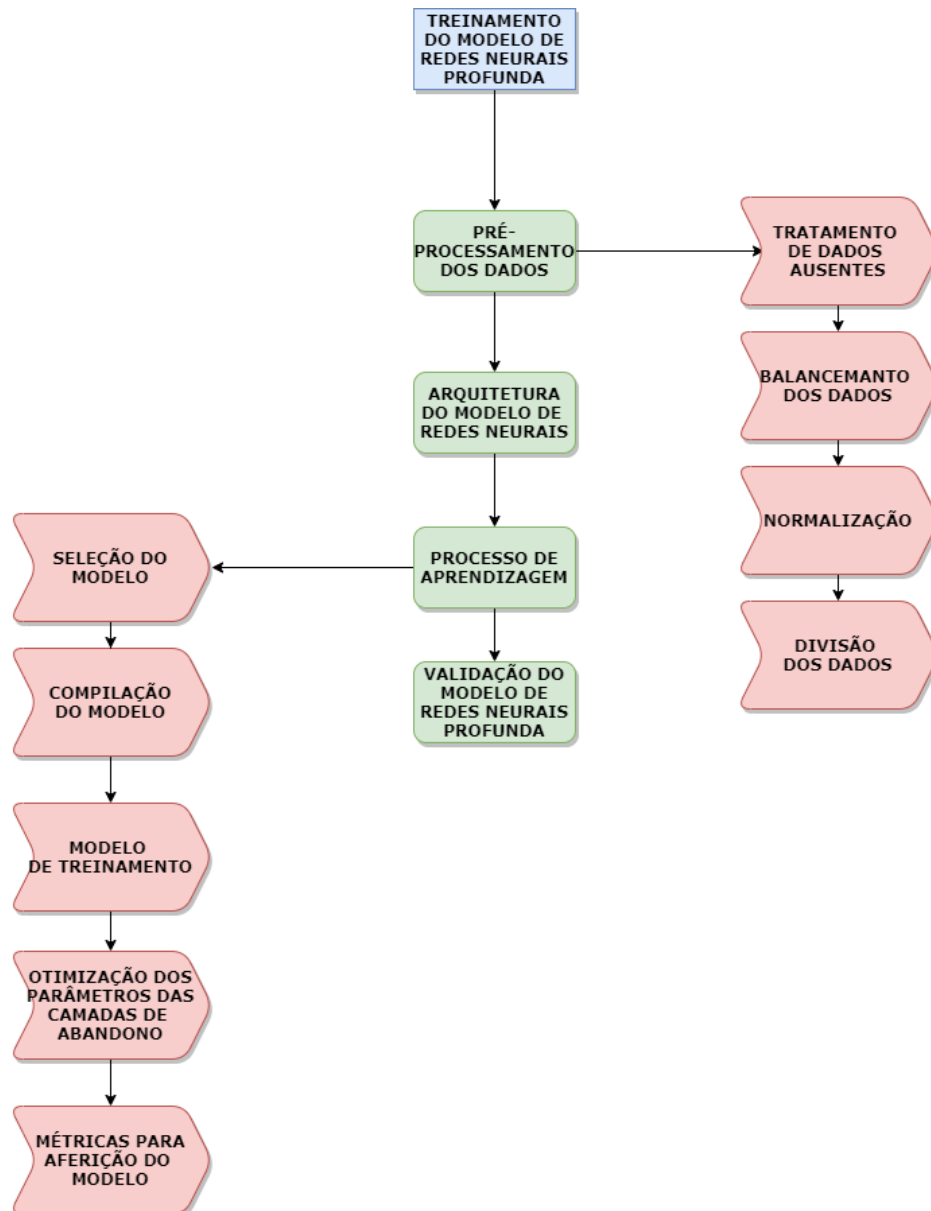 TREINAMENTO
DO MODELO DE
REDES NEURAIS
PROFUNDA
PRÉ-
PROCESSAMENTO
DOS DADOS
TRATAMENTO
DE DADOS
AUSENTES
BALANCEMANTO
DOS DADOS
ARQUITETURA
DO MODELO DE
REDES NEURAIS
NORMALIZAÇÃO
SELEÇÃO DO
MODELO
PROCESSO DE
APRENDIZAGEM
DIVISÃO
DOS DADOS
COMPILAÇÃO
DO MODELO
VALIDAÇÃO DO
MODELO DE
REDES NEURAIS
PROFUNDA
MODELO
DE TREINAMENTO
OTIMIZAÇÃO DOS
PARÂMETROS DAS
CAMADAS DE
ABANDONO
MÉTRICAS PARA
AFERIÇÃO DO
MODELO